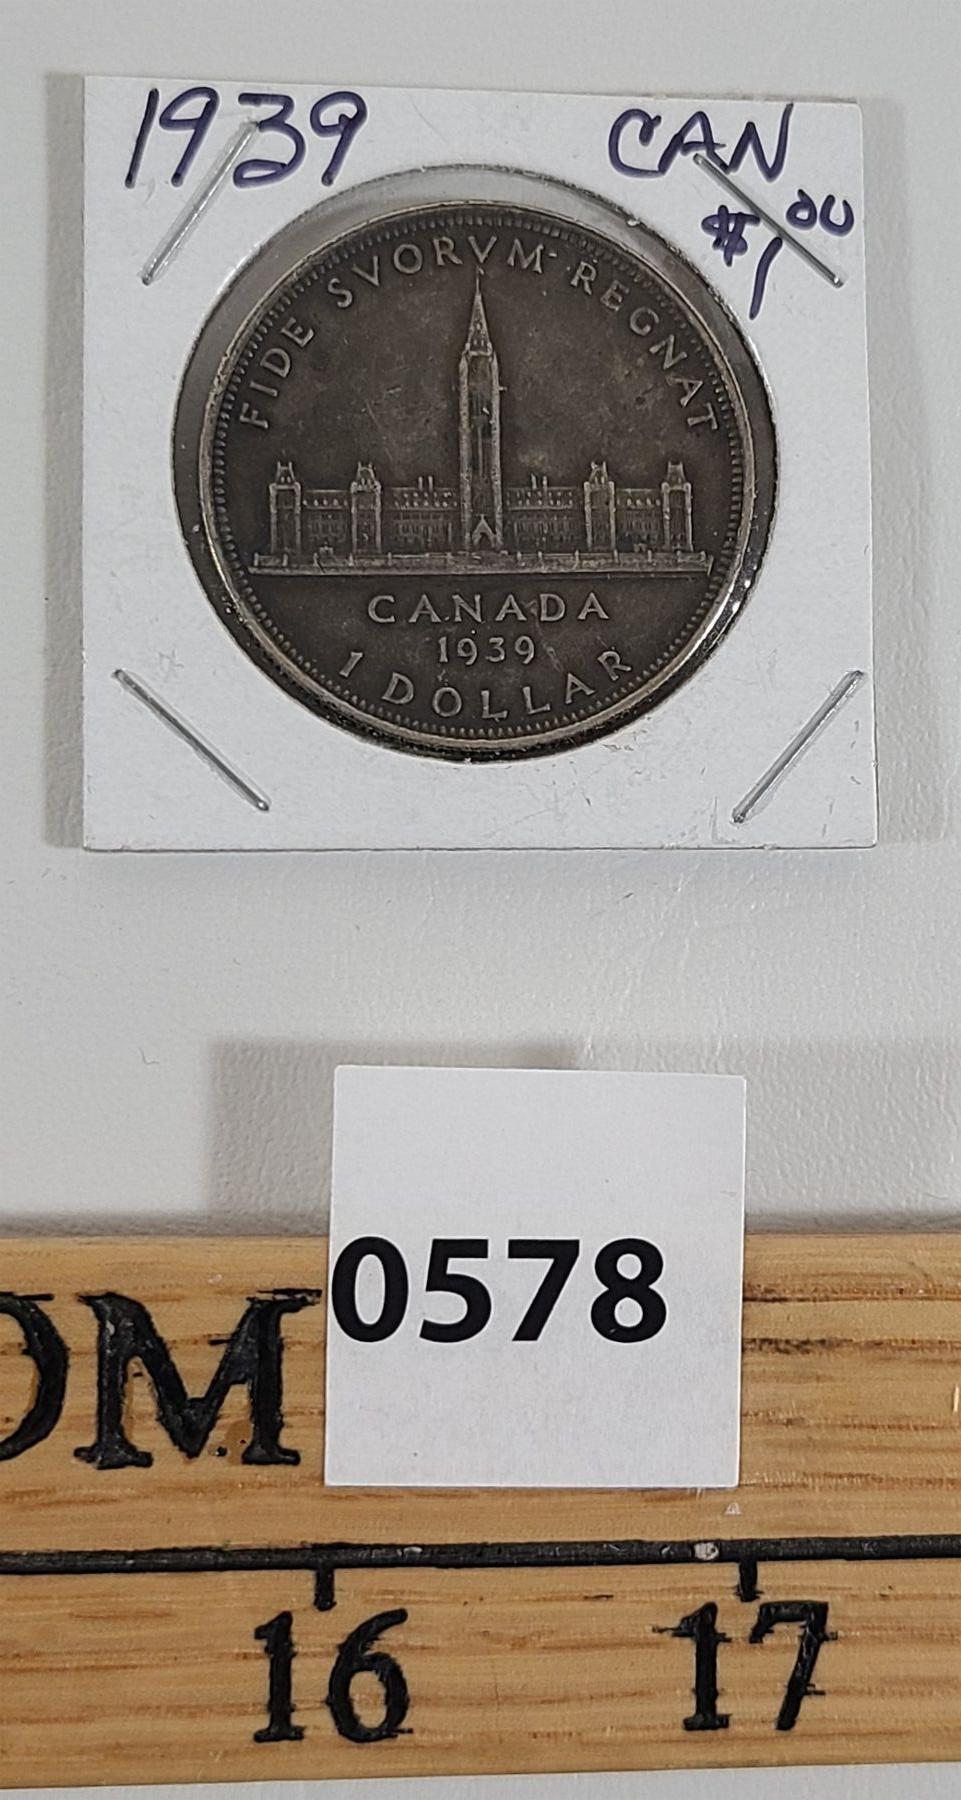 1939 CAN
$1.00
FIDE SVORVM REGNAT
CANADA
1939
1 DOLLAR
0578
OM
16 17